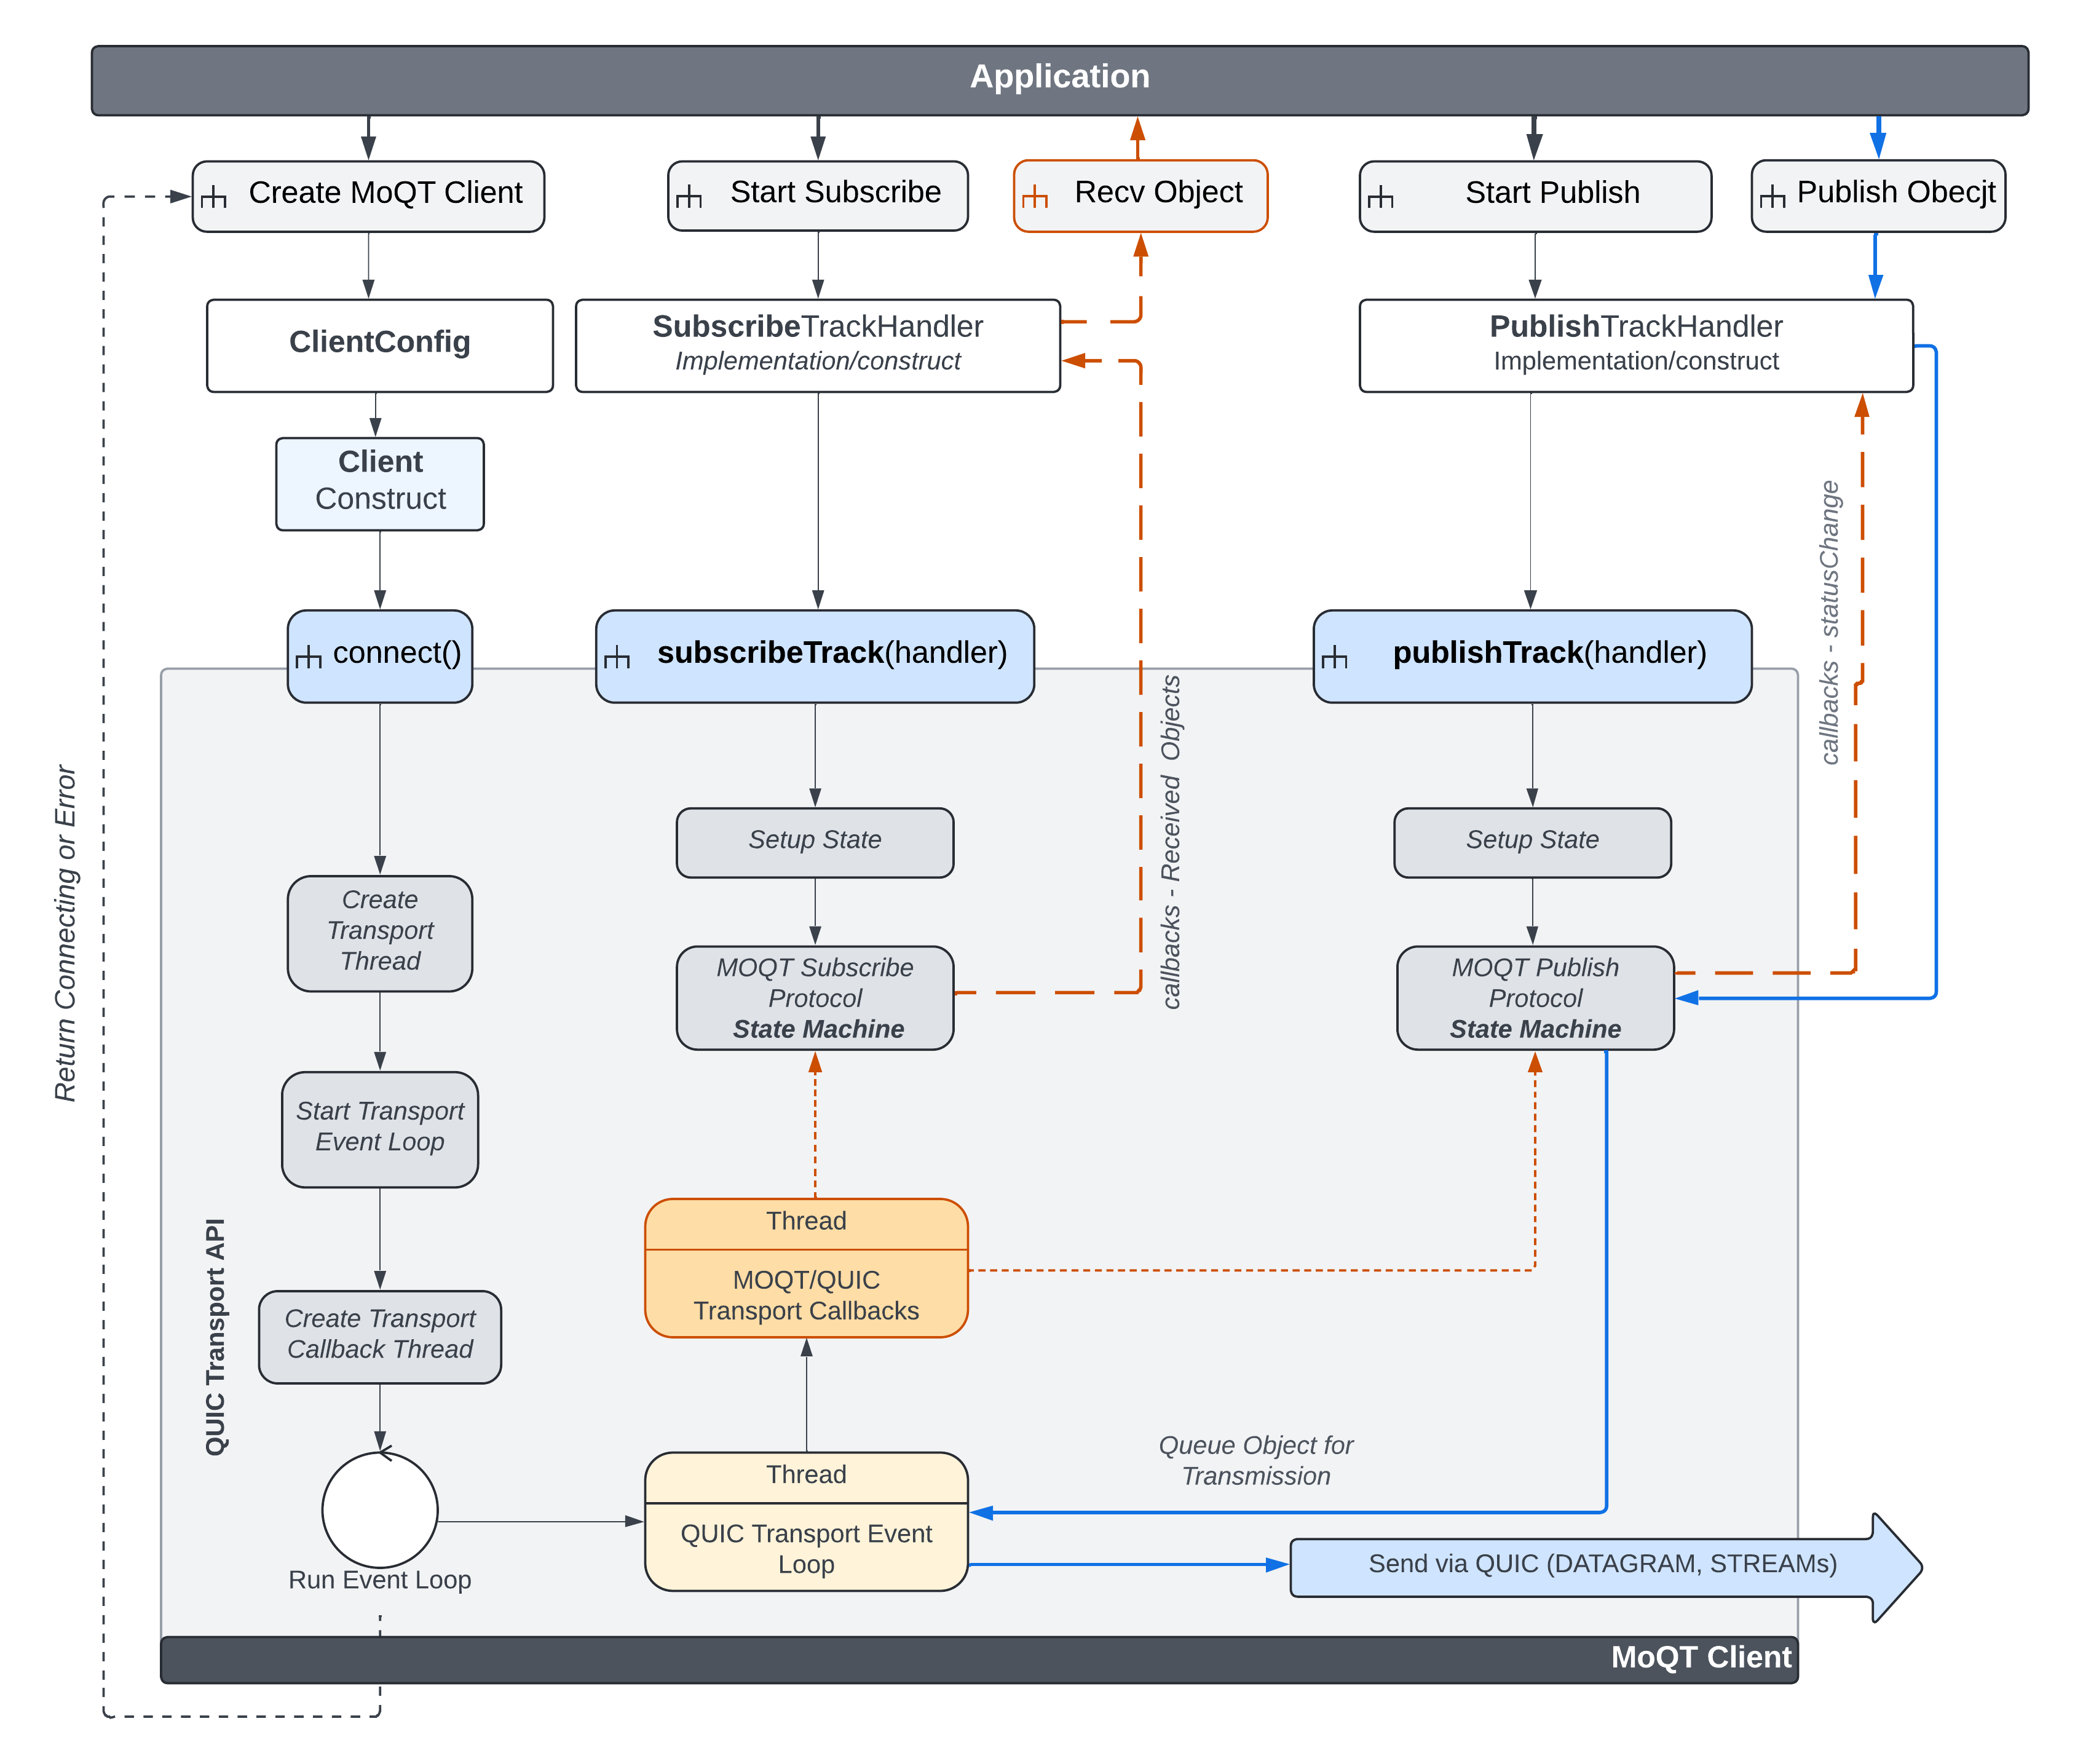 Application
Create MoQT Client
Start Subscribe
Recv Object
Start Publish
Publish Obecjt
ClientConfig
SubscribeTrackHandler
Implementation/construct
PublishTrackHandler
Implementation/construct
Client
Construct
callbacks - statusChange
connect()
subscribeTrack(handler)
publishTrack(handler)
callbacks - Received Objects
Return Connecting or Error
Setup State
Setup State
Create
Transport
Thread
MOQT Subscribe
Protocol
State Machine
MOQT Publish
Protocol
State Machine
Start Transport
Event Loop
QUIC Transport API
Thread
MOQT/QUIC
Transport Callbacks
Create Transport
Callback Thread
Queue Object for
Transmission
Thread
QUIC Transport Event
Loop
Run Event Loop
Send via QUIC (DATAGRAM, STREAMs)
MoQT Client